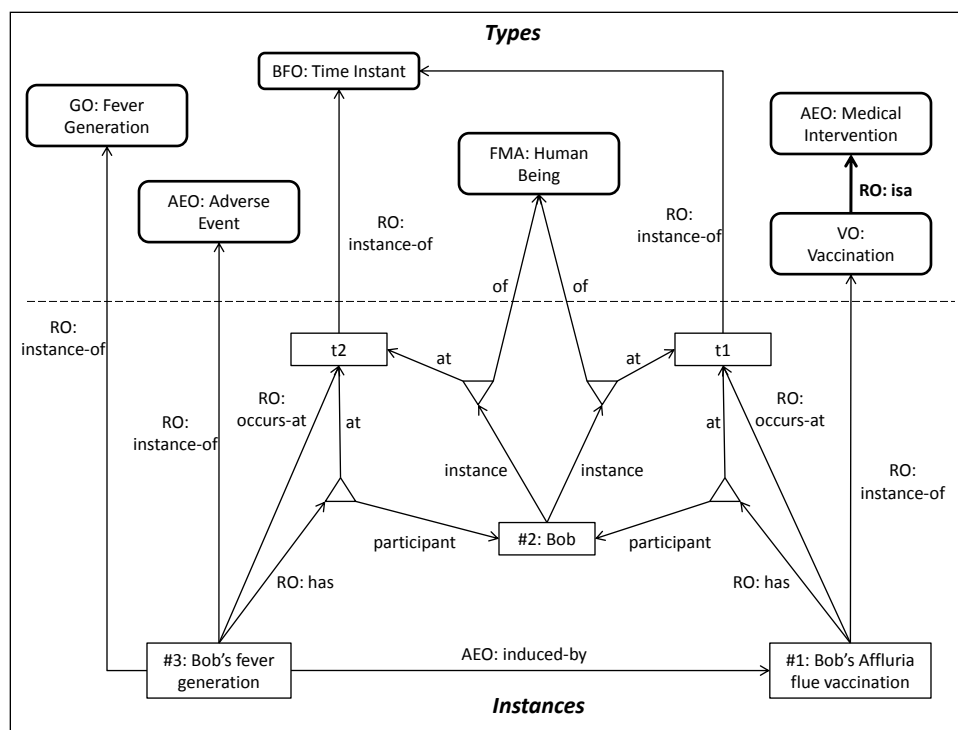 Types
BFO: Time Instant
GO: Fever
Generation
AEO: Medical
Intervention
FMA: Human
Being
AEO: Adverse
Event
RO: isa
VO:
Vaccination
RO:
instance-of
RO:
instance-of
of
of
RO:
instance-of
t2
t1
at
at
RO:
occurs-at
at
at
RO:
occurs-at
RO:
instance-of
instance
instance
RO:
instance-of
participant
#2: Bob
participant
RO: has
RO: has
#3: Bob's fever
generation
AEO: induced-by
#1: Bob's Affluria
flue vaccination
Instances